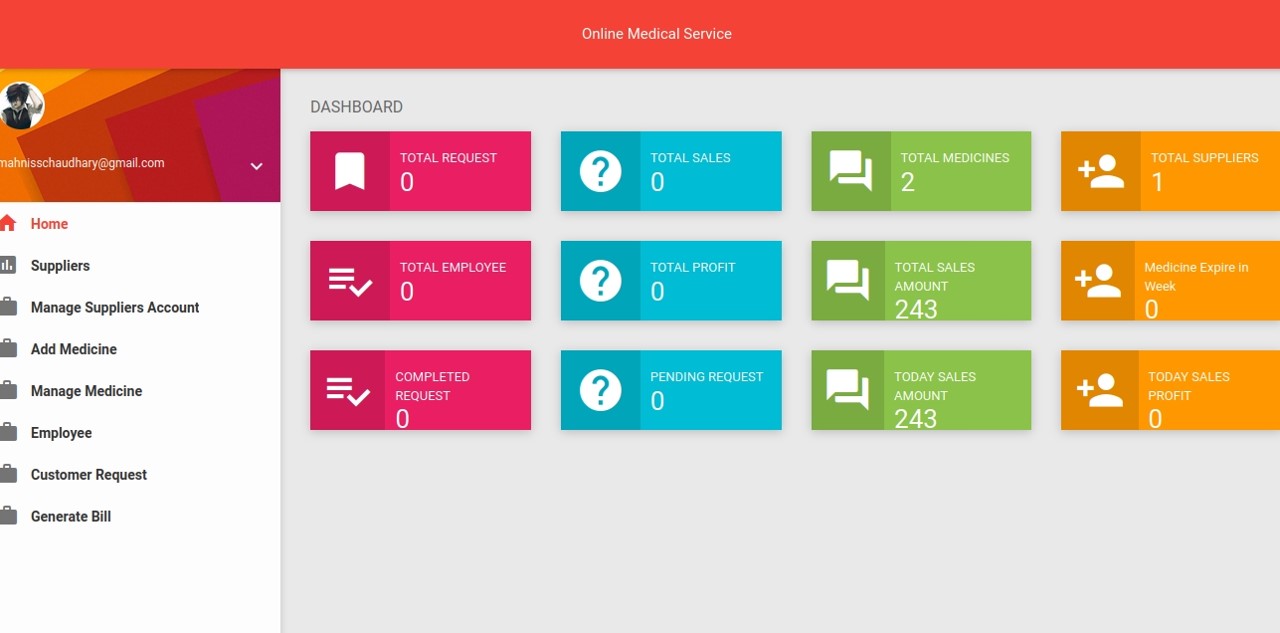 Online Medical Service
mahnisschaudhary@gmail.com
Home
Suppliers
Manage Suppliers Account
Add Medicine
Manage Medicine
Employee
Customer Request
Generate Bill
DASHBOARD
TOTAL REQUEST
0
TOTAL SALES
0
TOTAL MEDICINES
2
TOTAL SUPPLIERS
1
TOTAL EMPLOYEE
0
TOTAL PROFIT
0
TOTAL SALES
AMOUNT
243
Medicine Expire in
Week
0
COMPLETED
REQUEST
0
PENDING REQUEST
0
TODAY SALES
AMOUNT
243
TODAY SALES
PROFIT
0